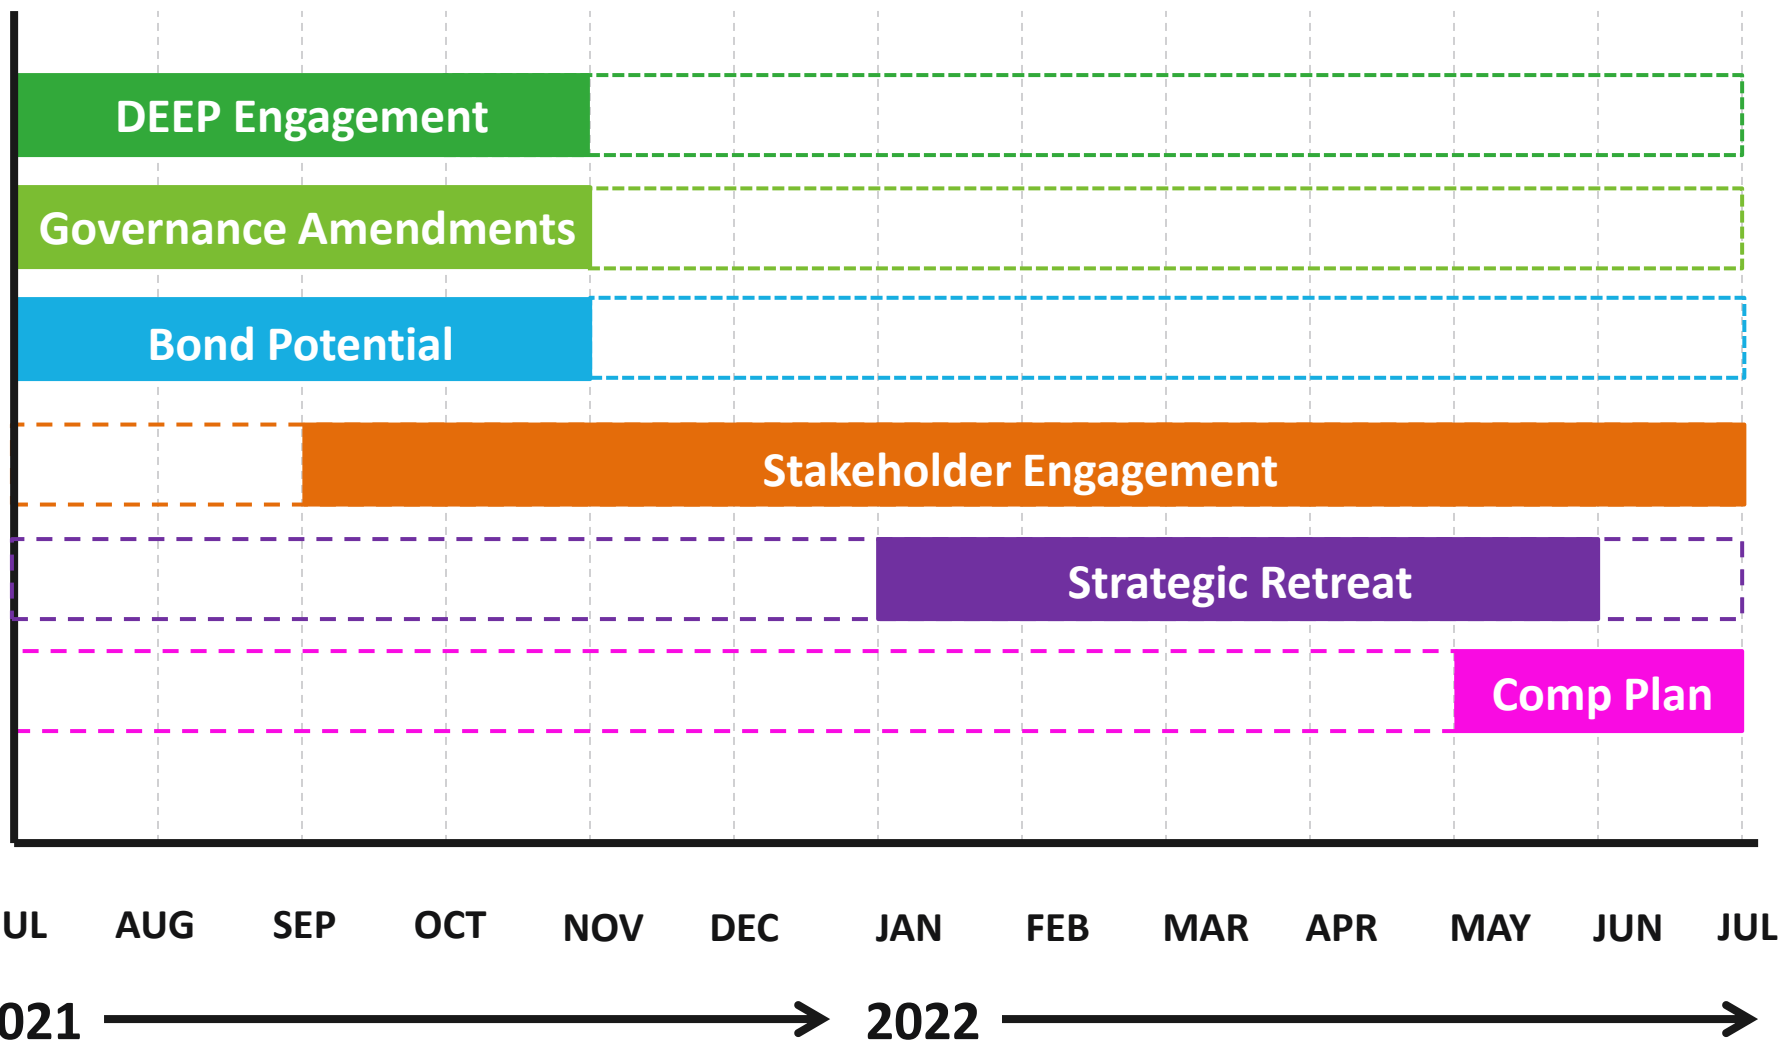 DEEP Engagement
Governance Amendments
Bond Potential
Stakeholder Engagement
Strategic Retreat
Comp Plan
UL AUG SEP OCT NOV DEC JAN FEB MAR APR MAY JUN JUL
021 2022